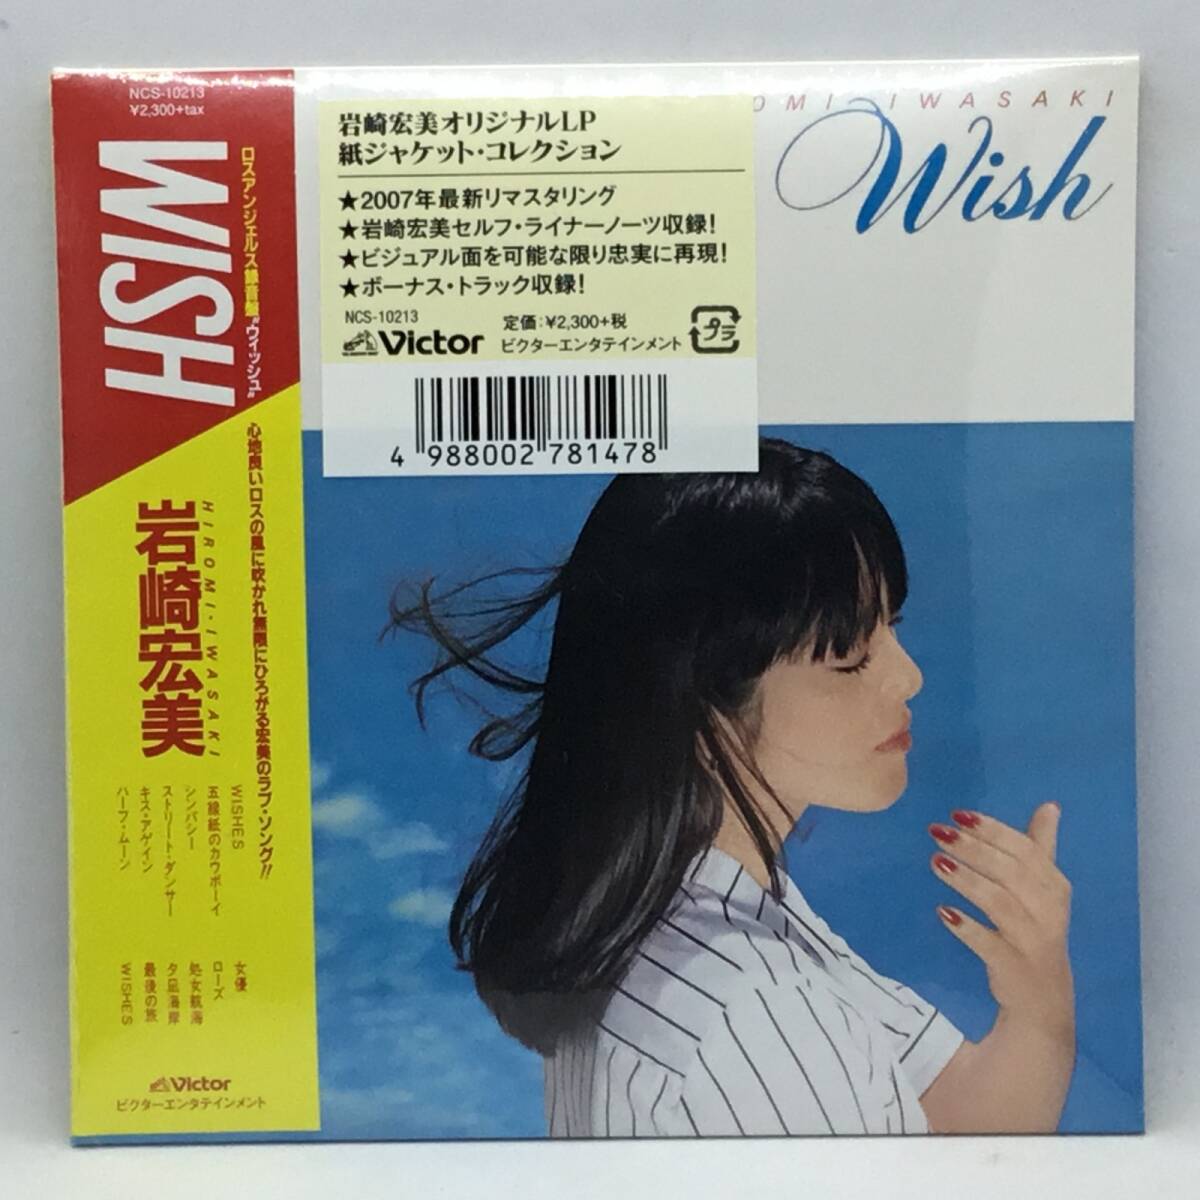 NCS-10213
¥2,300+tax
WISH
ロスアンジェルス録音盤“ウィッシュ”
心地良いロスの風に吹かれ無限にひろがる宏美のラブ・ソング!!
HIROMI・IWASAKI
岩崎宏美
WISHES
五線紙のカウボーイ
シンパシー
ストリート・ダンサー
キス・アゲイン
ハーフ・ムーン
女優
ローズ
処女航海
夕凪海岸
最後の旅
WISHES
Victor
ビクターエンタテインメント
岩崎宏美オリジナルLP
紙ジャケット・コレクション
★2007年最新リマスタリング
★岩崎宏美セルフ・ライナーノーツ収録!
★ビジュアル面を可能な限り忠実に再現!
★ボーナス・トラック収録!
NCS-10213
定価:¥2,300+税
Victor
ビクターエンタテインメント
プラ
4 988002 781478
OMI IWASAKI
Wish